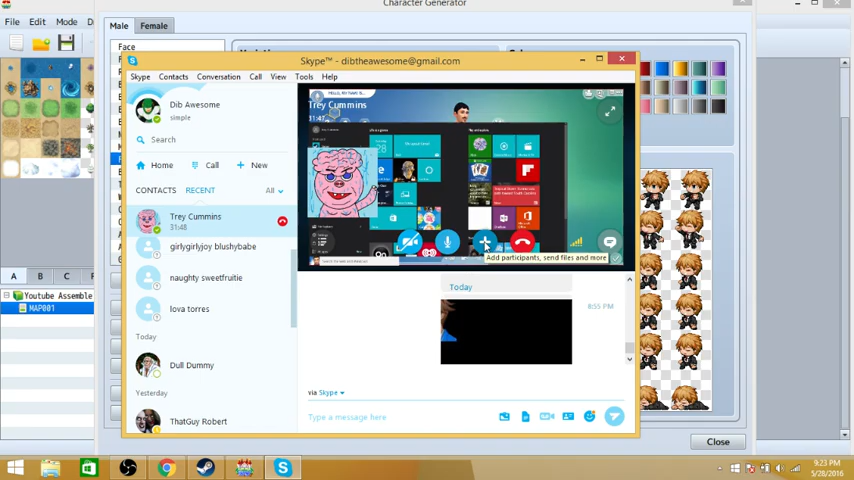 Character Generator
File Edit Mode
Male Female
Face
Skype™ - dibtheawesome@gmail.com
Skype Contacts Conversation Call View Tools Help
Dib Awesome
simple
Search
Home Call New
CONTACTS RECENT All
Trey Cummins
31:48
girlygirlyjoy blushybabe
naughty sweetfruitie
lova torres
Today
Dull Dummy
Yesterday
ThatGuy Robert
Trey Cummins
31:47
Add participants, send files and more
Today
8:55 PM
via Skype
Type a message here
A B C D
Youtube Assemble
MAP001
Close
9:23 PM
5/28/2016